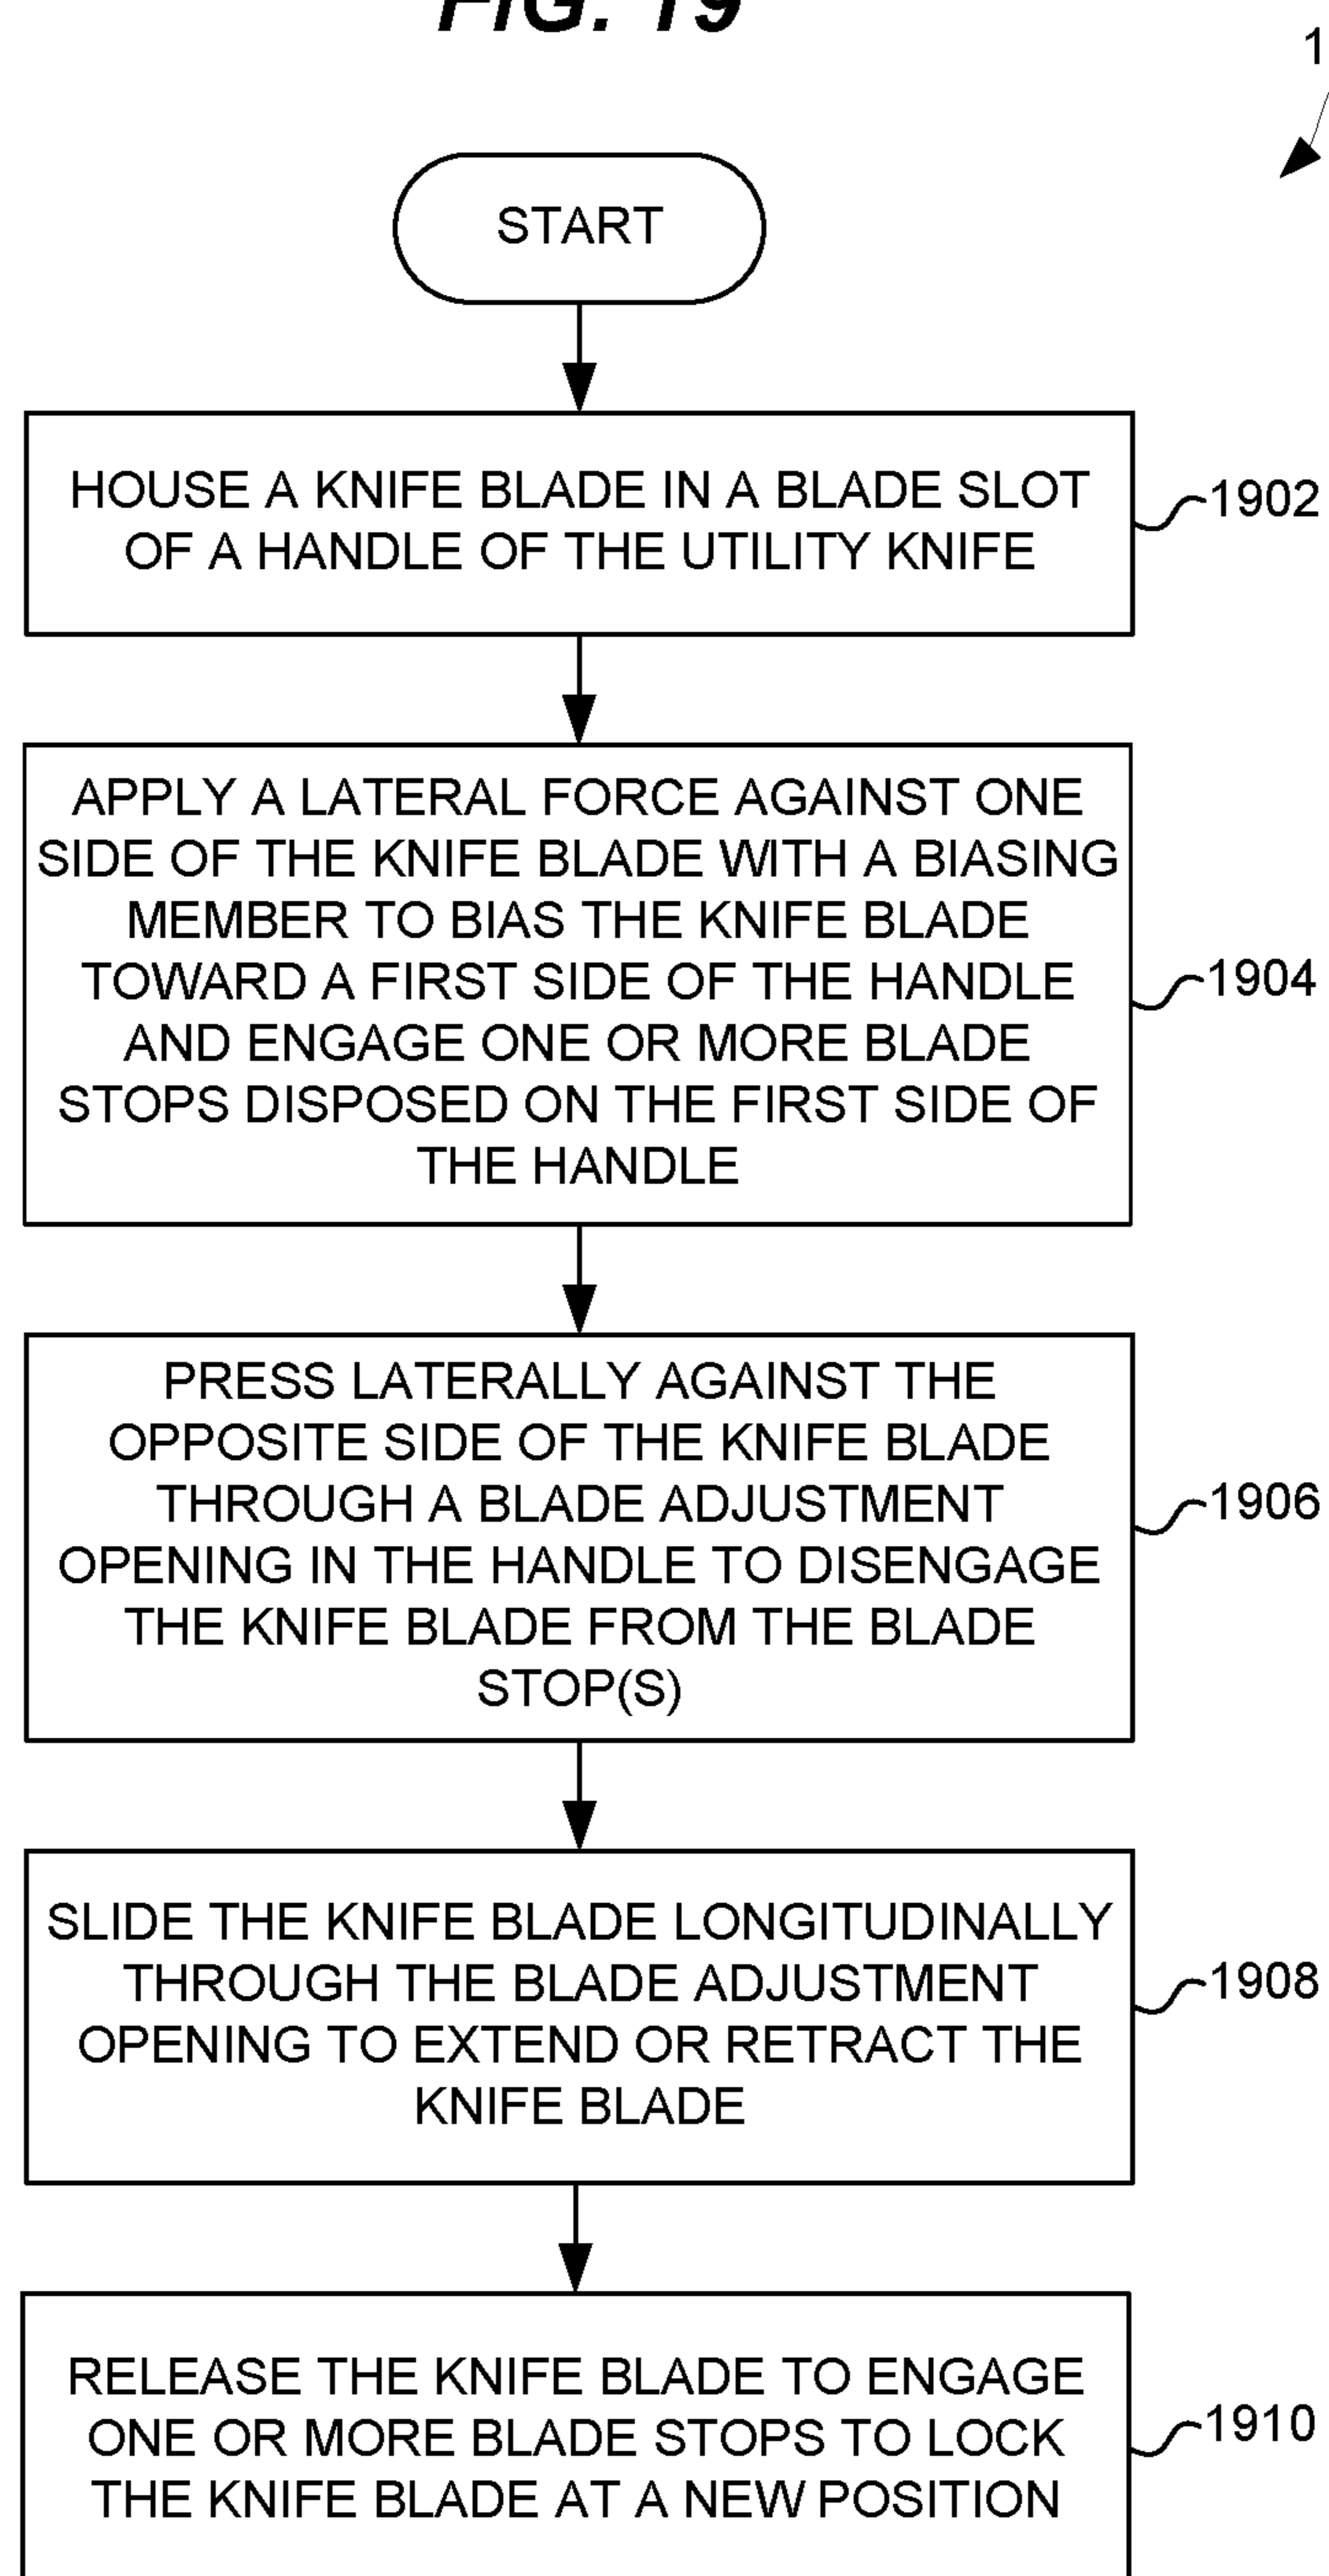 FIG. 19
1
START
HOUSE A KNIFE BLADE IN A BLADE SLOT
OF A HANDLE OF THE UTILITY KNIFE
1902
APPLY A LATERAL FORCE AGAINST ONE
SIDE OF THE KNIFE BLADE WITH A BIASING
MEMBER TO BIAS THE KNIFE BLADE
TOWARD A FIRST SIDE OF THE HANDLE
AND ENGAGE ONE OR MORE BLADE
STOPS DISPOSED ON THE FIRST SIDE OF
THE HANDLE
1904
PRESS LATERALLY AGAINST THE
OPPOSITE SIDE OF THE KNIFE BLADE
THROUGH A BLADE ADJUSTMENT
OPENING IN THE HANDLE TO DISENGAGE
THE KNIFE BLADE FROM THE BLADE
STOP(S)
1906
SLIDE THE KNIFE BLADE LONGITUDINALLY
THROUGH THE BLADE ADJUSTMENT
OPENING TO EXTEND OR RETRACT THE
KNIFE BLADE
1908
RELEASE THE KNIFE BLADE TO ENGAGE
ONE OR MORE BLADE STOPS TO LOCK
THE KNIFE BLADE AT A NEW POSITION
1910